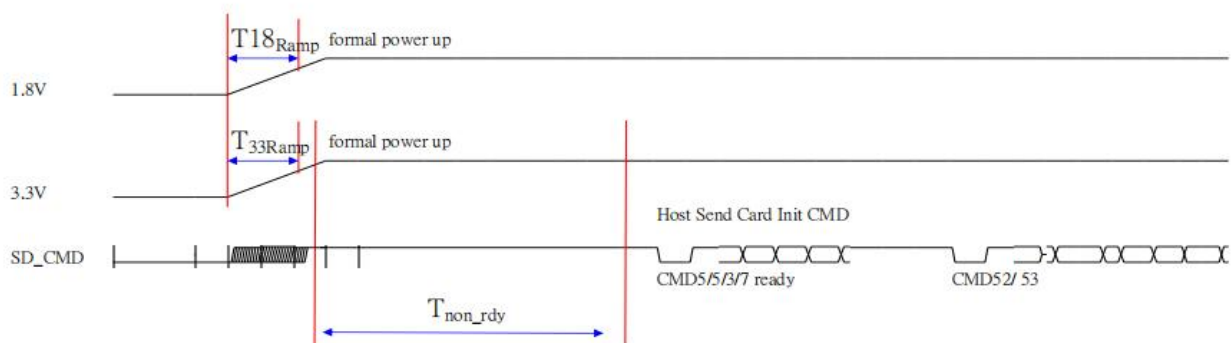 T18Ramp formal power up
1.8V
T33Ramp formal power up
3.3V
Host Send Card Init CMD
SD_CMD
CMD5/5/3/7 ready CMD52/ 53
Tnon_rdy